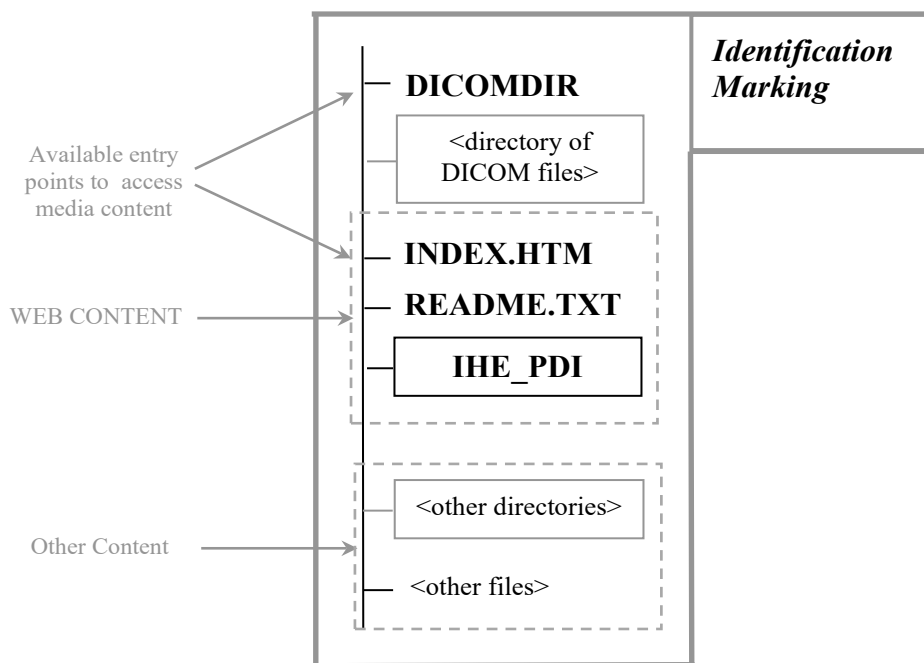 Identification
Marking
DICOMDIR
<directory of
DICOM files>
Available entry
points to access
media content
INDEX.HTM
README.TXT
WEB CONTENT
IHE_PDI
<other directories>
Other Content
<other files>